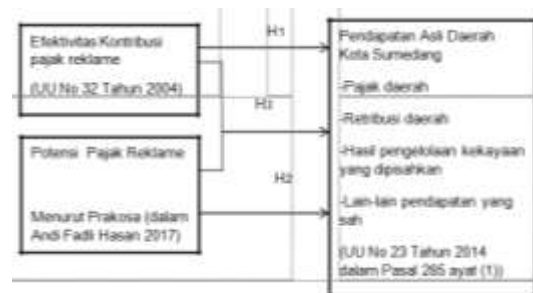 Efektivitas Kontribusi
pajak reklame
(UU No 32 Tahun 2004)
Potensi Pajak Reklame
Menurut Prakosa (dalam
Andi Fadli Hasan 2017)
H1
H3
H2
Pendapatan Asli Daerah
Kota Sumedang
-Pajak daerah
-Retribusi daerah
-Hasil pengelolaan kekayaan
yang dipisahkan
-Lain-lain pendapatan yang
sah
(UU No 23 Tahun 2014
dalam Pasal 285 ayat (1))